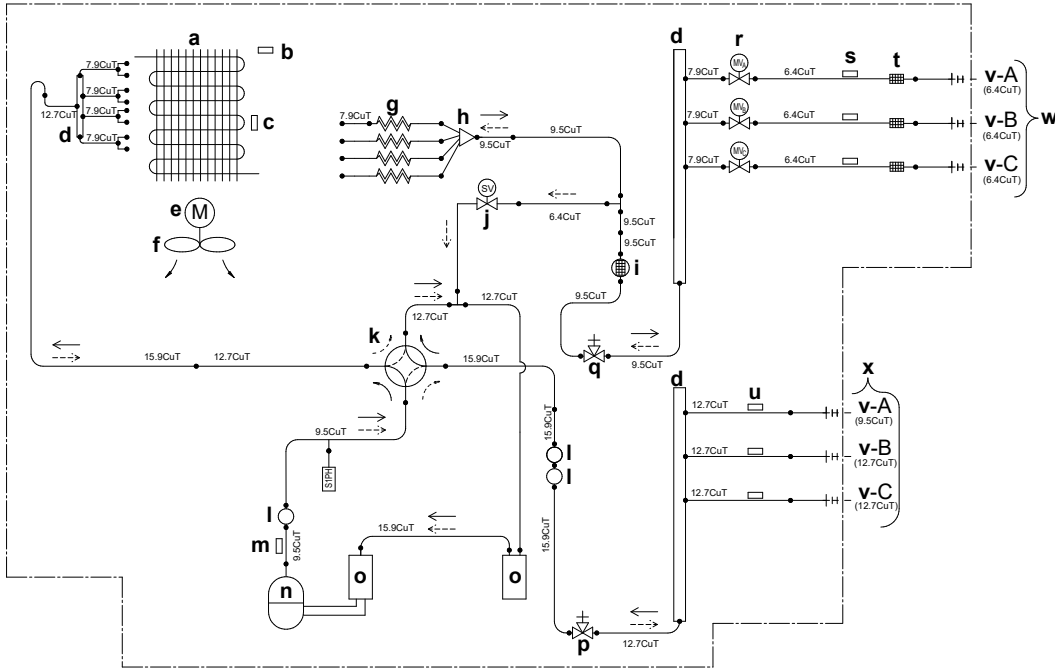 a
b
7.9CuT
7.9CuT
7.9CuT
7.9CuT
12.7CuT
d
c
e M
f
7.9CuT
g
h
9.5CuT
9.5CuT
SV
j
6.4CuT
9.5CuT
9.5CuT
i
9.5CuT
q
9.5CuT
d
r
s
t
7.9CuT
MVA
6.4CuT
v-A
(6.4CuT)
7.9CuT
MVB
6.4CuT
v-B
(6.4CuT)
w
7.9CuT
MVC
6.4CuT
v-C
(6.4CuT)
12.7CuT
12.7CuT
k
15.9CuT
12.7CuT
15.9CuT
9.5CuT
S1PH
l
m
9.5CuT
n
15.9CuT
o
o
15.9CuT
l
l
15.9CuT
p
12.7CuT
d
u
x
12.7CuT
v-A
(9.5CuT)
12.7CuT
v-B
(12.7CuT)
12.7CuT
v-C
(12.7CuT)